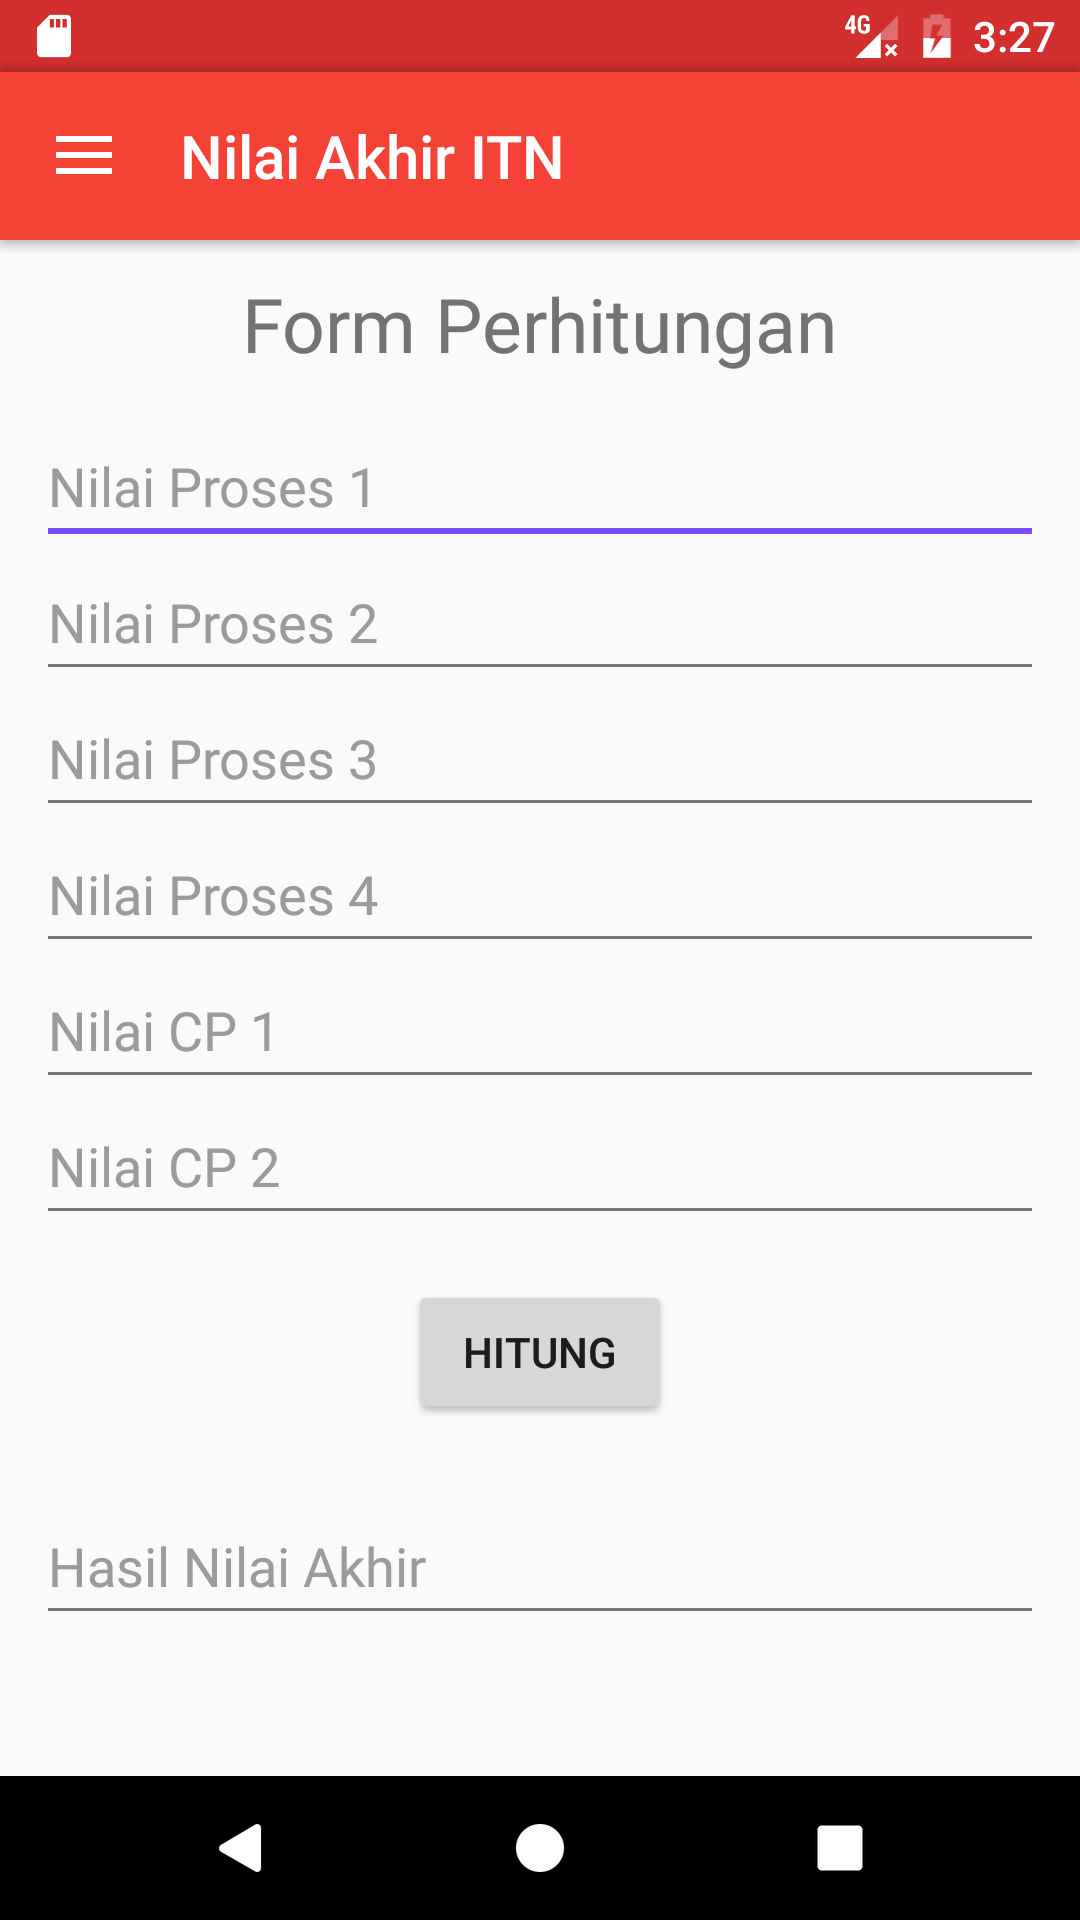 4G 3:27
Nilai Akhir ITN
Form Perhitungan
Nilai Proses 1
Nilai Proses 2
Nilai Proses 3
Nilai Proses 4
Nilai CP 1
Nilai CP 2
HITUNG
Hasil Nilai Akhir